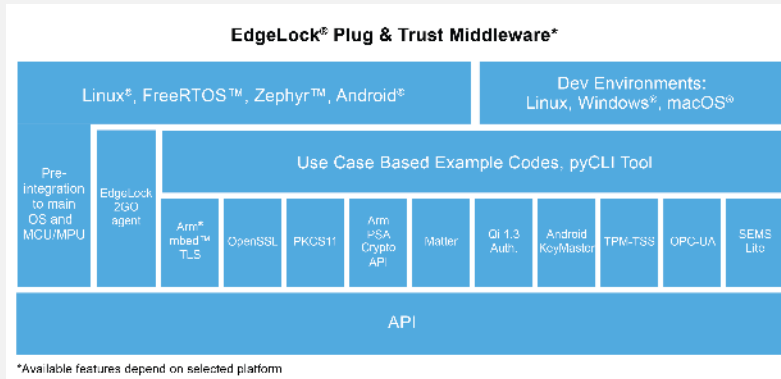 EdgeLock® Plug & Trust Middleware*
Linux®, FreeRTOS™, Zephyr™, Android®
Dev Environments:
Linux, Windows®, macOS®
Pre-
integration
to main
OS and
MCU/MPU
EdgeLock
2GO
agent
Use Case Based Example Codes, pyCLI Tool
Arm®
mbed™
TLS
OpenSSL
PKCS11
Arm
PSA
Crypto
API
Matter
Qi 1.3
Auth.
Android
KeyMaster
TPM-TSS
OPC-UA
SEMS
Lite
API
*Available features depend on selected platform